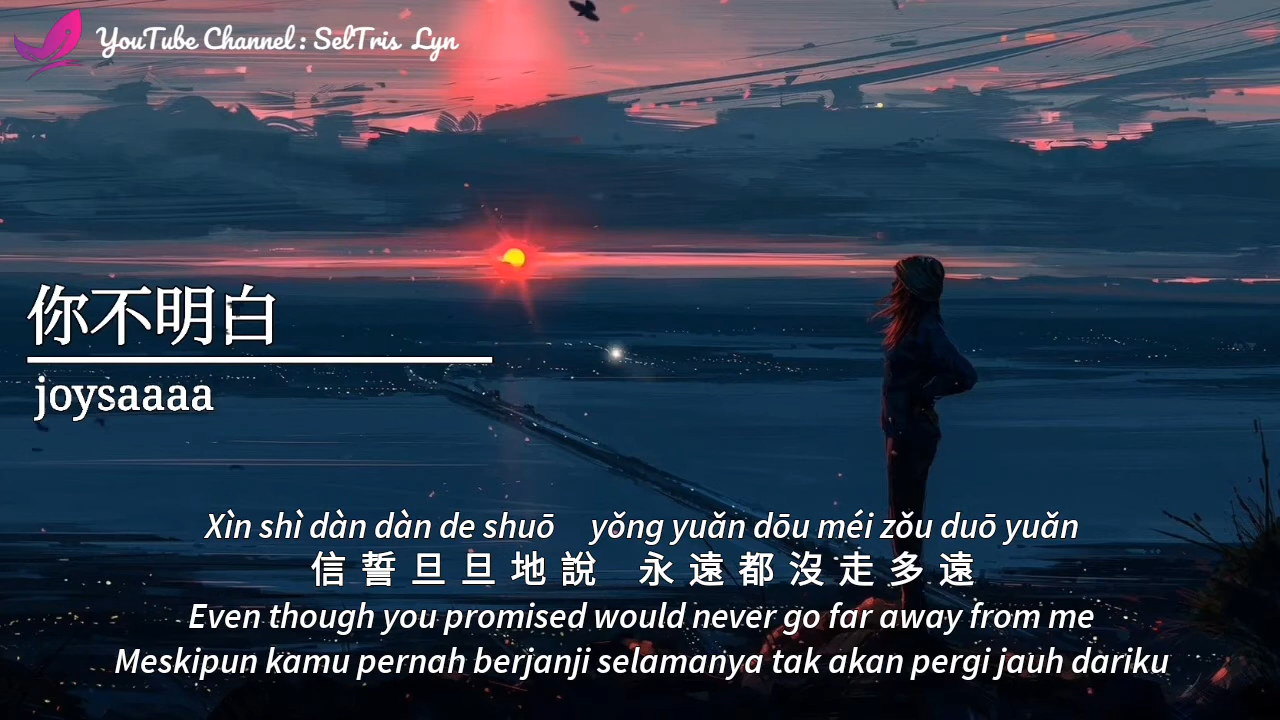 YouTube Channel : SelTris Lyn
你不明白
joysaaaa
Xìn shì dàn dàn de shuō yǒng yuǎn dōu méi zǒu duō yuǎn
信誓旦旦地說 永遠都沒走多遠
Even though you promised would never go far away from me
Meskipun kamu pernah berjanji selamanya tak akan pergi jauh dariku